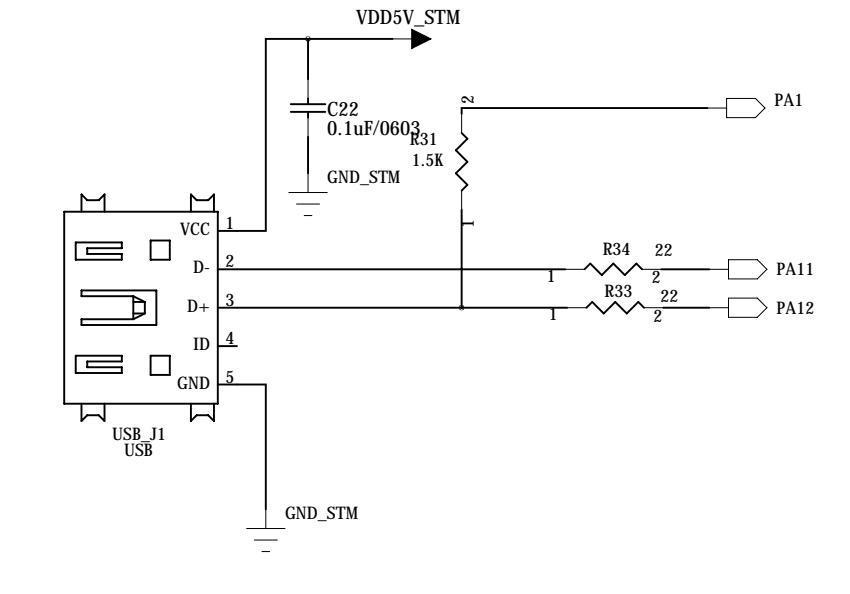 VDD5V_STM
C22
0.1uF/0603
GND_STM
2
R31
1.5K
1
PA1
VCC 1
D- 2
D+ 3
ID 4
GND 5
R34 22
1 2
PA11
R33 22
1 2
PA12
USB_J1
USB
GND_STM